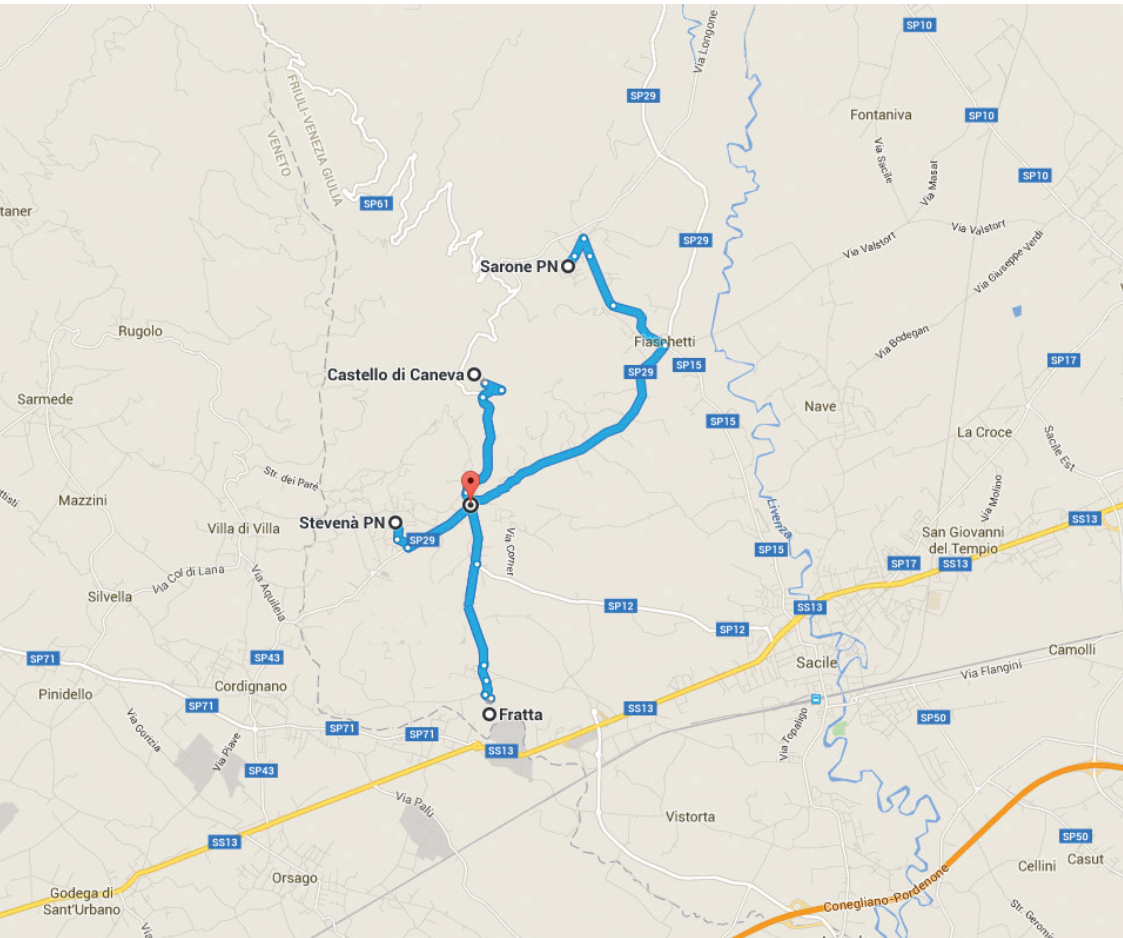 SP10
Via Longone
SP29
FRIULI-VENEZIA GIULIA
VENETO
Fontaniva
SP10
Via Sacile
Via Masat
SP10
SP61
taner
Via Valstort
Via Valstort
SP29
Via Giuseppe Verdi
Sarone PN
Rugolo
Fiaschetti
Via Bodegan
SP15
SP17
SP29
Castello di Caneva
Sarmede
Nave
SP15
La Croce
Sacile Est
Str. dei Parè
Via Molino
Mazzini
Livenza
SS13
Stevenà PN
Villa di Villa
SP29
Via Corner
San Giovanni
del Tempio
SP15
SP17
SS13
Via Col di Lana
Via Aquileia
Silvella
SP12
SS13
SP12
SP71
SP43
Sacile
Camolli
Via Flangini
Pinidello
Cordignano
SP71
Fratta
SS13
SP50
Via Gorizia
Via Piave
SP71
SP71
SS13
Via Topaligo
SP43
Via Palù
Vistorta
SS13
SP50
Cellini
Casut
Orsago
Conegliano-Pordenone
Godega di
Sant'Urbano